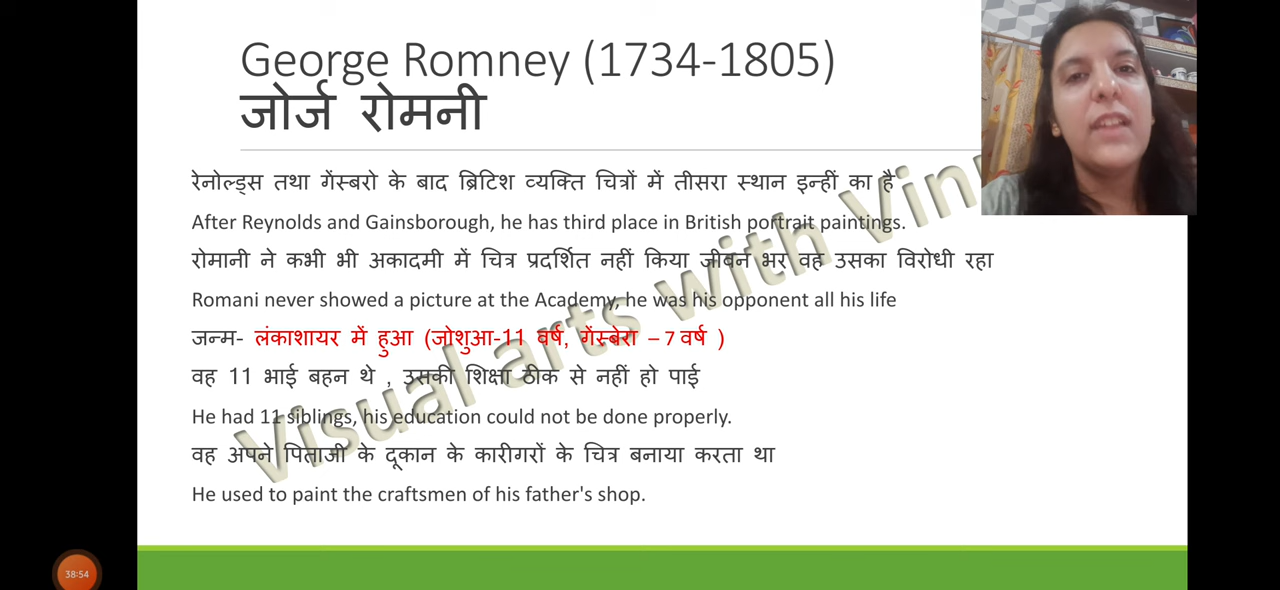 George Romney (1734-1805)
जोर्ज रोमनी
रेनोल्ड्स तथा गेंस्बरो के बाद ब्रिटिश व्यक्ति चित्रों में तीसरा स्थान इन्हीं का है
After Reynolds and Gainsborough, he has third place in British portrait paintings.
रोमानी ने कभी भी अकादमी में चित्र प्रदर्शित नहीं किया जीवन भर वह उसका विरोधी रहा
Romani never showed a picture at the Academy, he was his opponent all his life
जन्म- लंकाशायर में हुआ (जोशुआ-11 वर्ष, गेंस्बेरा – 7 वर्ष )
वह 11 भाई बहन थे , उसकी शिक्षा ठीक से नहीं हो पाई
He had 11 siblings, his education could not be done properly.
वह अपने पिताजी के दूकान के कारीगरों के चित्र बनाया करता था
He used to paint the craftsmen of his father's shop.
Visual arts with Vin
38:54